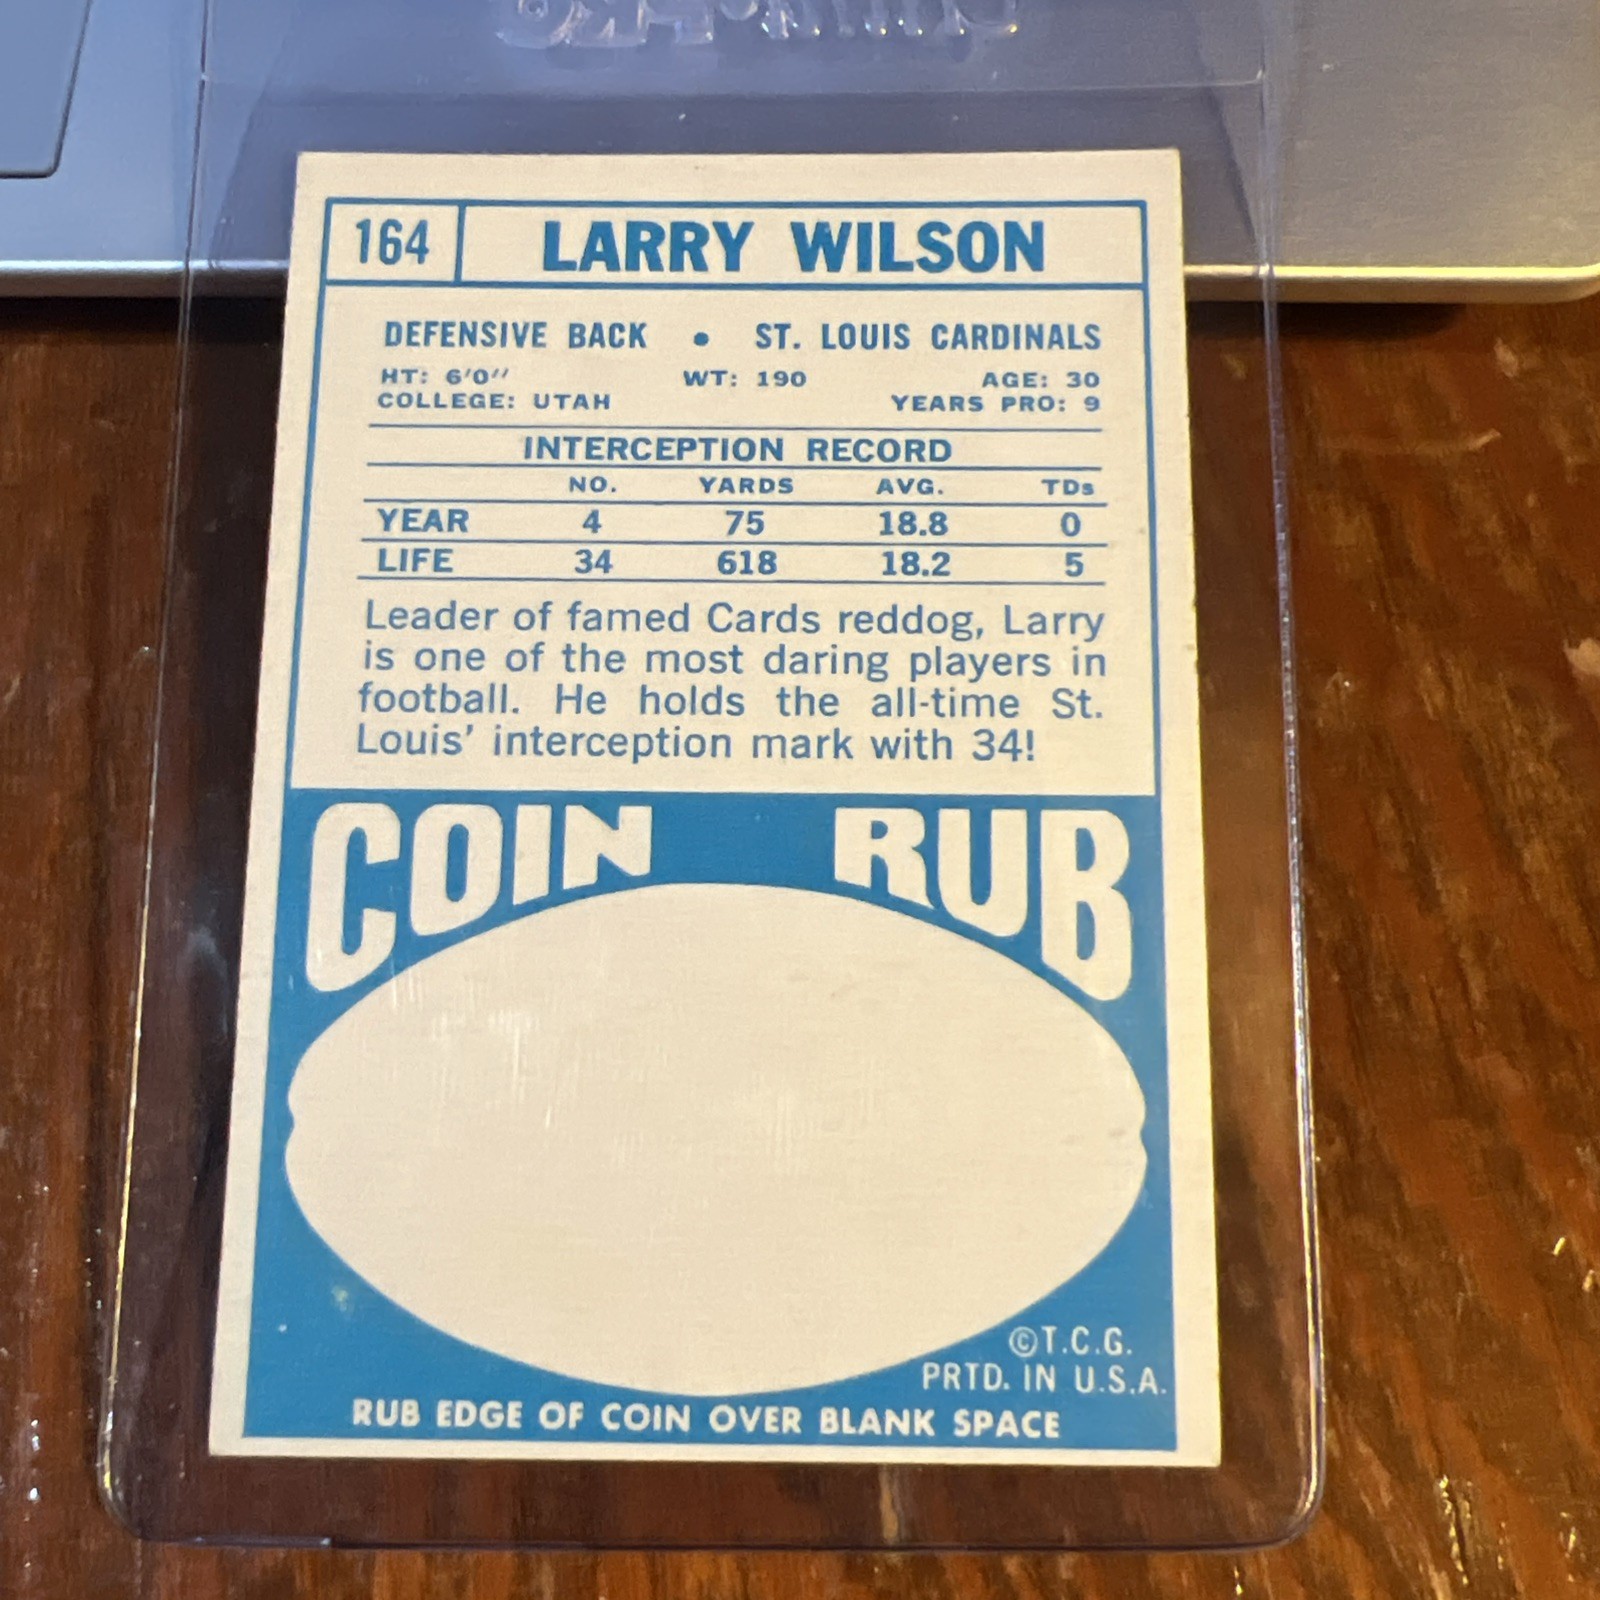 164 LARRY WILSON
DEFENSIVE BACK • ST. LOUIS CARDINALS
HT: 6'0" WT: 190 AGE: 30
COLLEGE: UTAH YEARS PRO: 9
INTERCEPTION RECORD
NO. YARDS AVG. TDs
YEAR 4 75 18.8 0
LIFE 34 618 18.2 5
Leader of famed Cards reddog, Larry
is one of the most daring players in
football. He holds the all-time St.
Louis' interception mark with 34!
COIN RUB
©T.C.G.
PRTD. IN U.S.A.
RUB EDGE OF COIN OVER BLANK SPACE